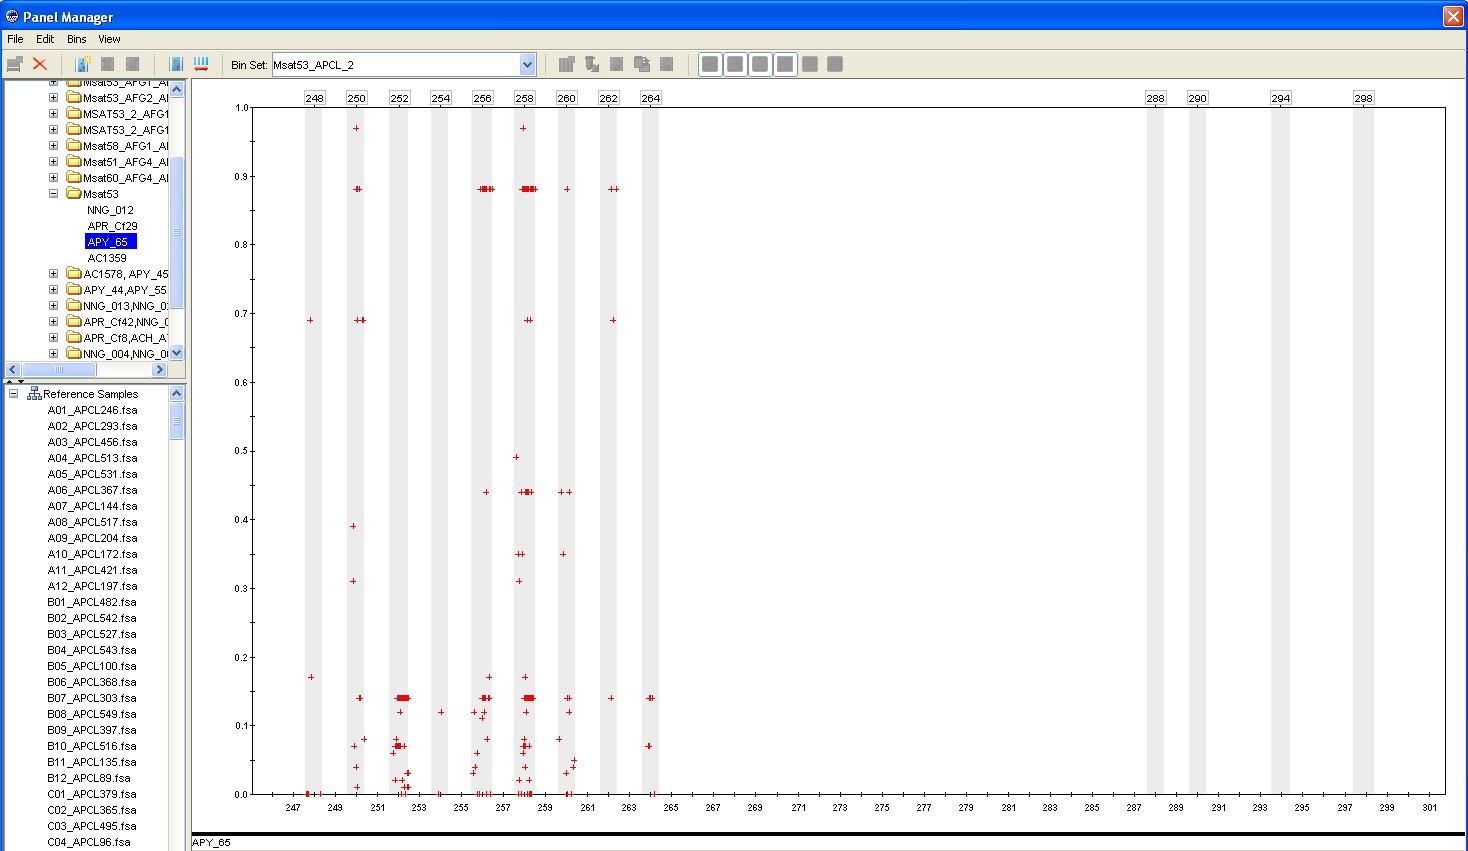 Panel Manager
File Edit Bins View
Bin Set: Msat53_APCL_2
Msat53_AFG1_Al
Msat53_AFG2_Al
MSAT53_2_AFG1
MSAT53_2_AFG1
Msat58_AFG1_Al
Msat51_AFG4_Al
Msat60_AFG4_Al
Msat53
NNG_012
APR_Cf29
APY_65
AC1359
AC1578, APY_45
APY_44,APY_55
NNG_013,NNG_0
APR_Cf42,NNG_0
APR_Cf8,ACH_A
NNG_004,NNG_0
Reference Samples
A01_APCL246.fsa
A02_APCL293.fsa
A03_APCL456.fsa
A04_APCL513.fsa
A05_APCL531.fsa
A06_APCL367.fsa
A07_APCL144.fsa
A08_APCL517.fsa
A09_APCL204.fsa
A10_APCL172.fsa
A11_APCL421.fsa
A12_APCL197.fsa
B01_APCL482.fsa
B02_APCL542.fsa
B03_APCL527.fsa
B04_APCL543.fsa
B05_APCL100.fsa
B06_APCL368.fsa
B07_APCL303.fsa
B08_APCL549.fsa
B09_APCL397.fsa
B10_APCL516.fsa
B11_APCL135.fsa
B12_APCL89.fsa
C01_APCL379.fsa
C02_APCL365.fsa
C03_APCL495.fsa
C04_APCL96.fsa
248 250 252 254 256 258 260 262 264 288 290 294 298
1.0
0.9
0.8
0.7
0.6
0.5
0.4
0.3
0.2
0.1
0.0
247 249 251 253 255 257 259 261 263 265 267 269 271 273 275 277 279 281 283 285 287 289 291 293 295 297 299 301
APY_65